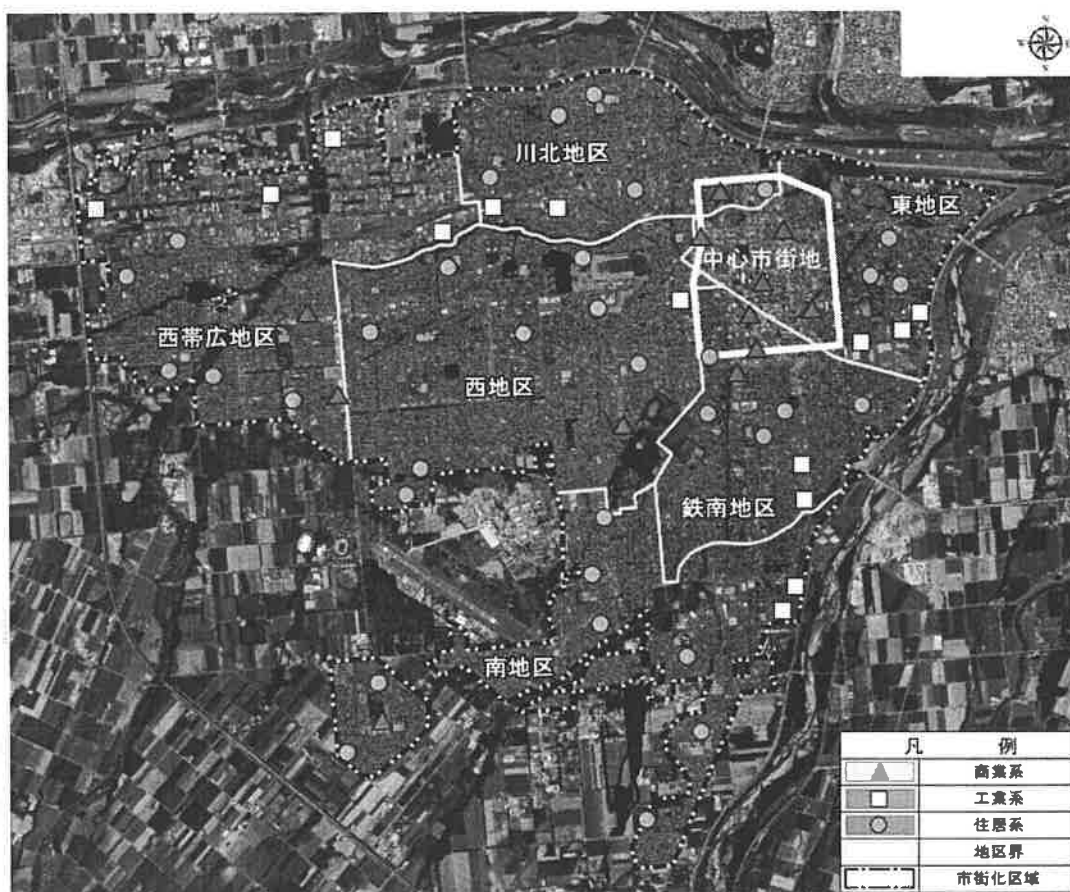 川北地区
東地区
中心市街地
西帯広地区
西地区
鉄南地区
南地区
凡 例
商業系
工業系
住居系
地区界
市街化区域